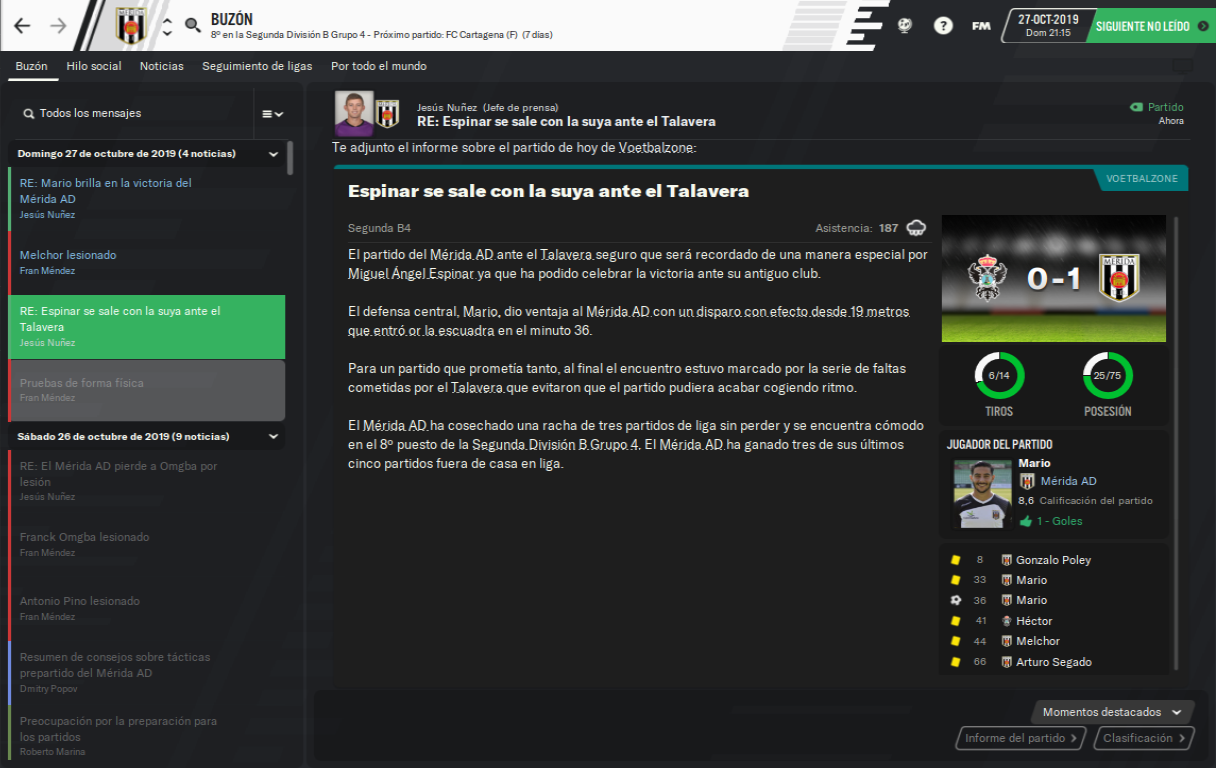 BUZÓN
8º en la Segunda División B Grupo 4 - Próximo partido: FC Cartagena (F) (7 días)
FM
27-OCT-2019
Dom 21:15
SIGUIENTE NO LEÍDO
Buzón
Hilo social
Noticias
Seguimiento de ligas
Por todo el mundo
Todos los mensajes
Domingo 27 de octubre de 2019 (4 noticias)
RE: Mario brilla en la victoria del
Mérida AD
Jesús Nuñez
Melchor lesionado
Fran Méndez
RE: Espinar se sale con la suya ante el
Talavera
Jesús Nuñez
Pruebas de forma física
Fran Méndez
Sábado 26 de octubre de 2019 (9 noticias)
RE: El Mérida AD pierde a Omgba por
lesión
Jesús Nuñez
Franck Omgba lesionado
Fran Méndez
Antonio Pino lesionado
Fran Méndez
Resumen de consejos sobre tácticas
prepartido del Mérida AD
Dmitry Popov
Preocupación por la preparación para
los partidos
Roberto Marina
Jesús Nuñez (Jefe de prensa)
RE: Espinar se sale con la suya ante el Talavera
Partido
Ahora
Te adjunto el informe sobre el partido de hoy de Voetbalzone:
VOETBALZONE
Espinar se sale con la suya ante el Talavera
Segunda B4
Asistencia: 187
El partido del Mérida AD ante el Talavera seguro que será recordado de una manera especial por
Miguel Ángel Espinar ya que ha podido celebrar la victoria ante su antiguo club.
El defensa central, Mario, dio ventaja al Mérida AD con un disparo con efecto desde 19 metros
que entró or la escuadra en el minuto 36.
Para un partido que prometía tanto, al final el encuentro estuvo marcado por la serie de faltas
cometidas por el Talavera que evitaron que el partido pudiera acabar cogiendo ritmo.
El Mérida AD ha cosechado una racha de tres partidos de liga sin perder y se encuentra cómodo
en el 8º puesto de la Segunda División B Grupo 4. El Mérida AD ha ganado tres de sus últimos
cinco partidos fuera de casa en liga.
0-1
MÉRIDA
6/14
25/75
TIROS
POSESIÓN
JUGADOR DEL PARTIDO
Mario
Mérida AD
8,6 Calificación del partido
1 - Goles
8 Gonzalo Poley
33 Mario
36 Mario
41 Héctor
44 Melchor
66 Arturo Segado
Momentos destacados
Informe del partido
Clasificación